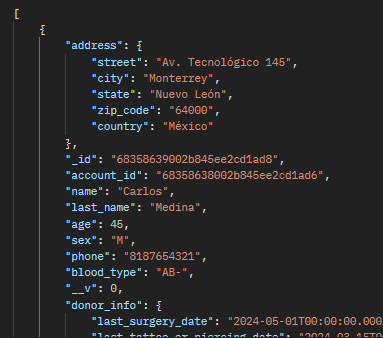 [
{
"address": {
"street": "Av. Tecnológico 145",
"city": "Monterrey",
"state": "Nuevo León",
"zip_code": "64000",
"country": "México"
},
"_id": "68358639002b845ee2cd1ad8",
"account_id": "68358638002b845ee2cd1ad6",
"name": "Carlos",
"last_name": "Medina",
"age": 45,
"sex": "M",
"phone": "8187654321",
"blood_type": "AB-",
"__v": 0,
"donor_info": {
"last_surgery_date": "2024-05-01T00:00:00.000